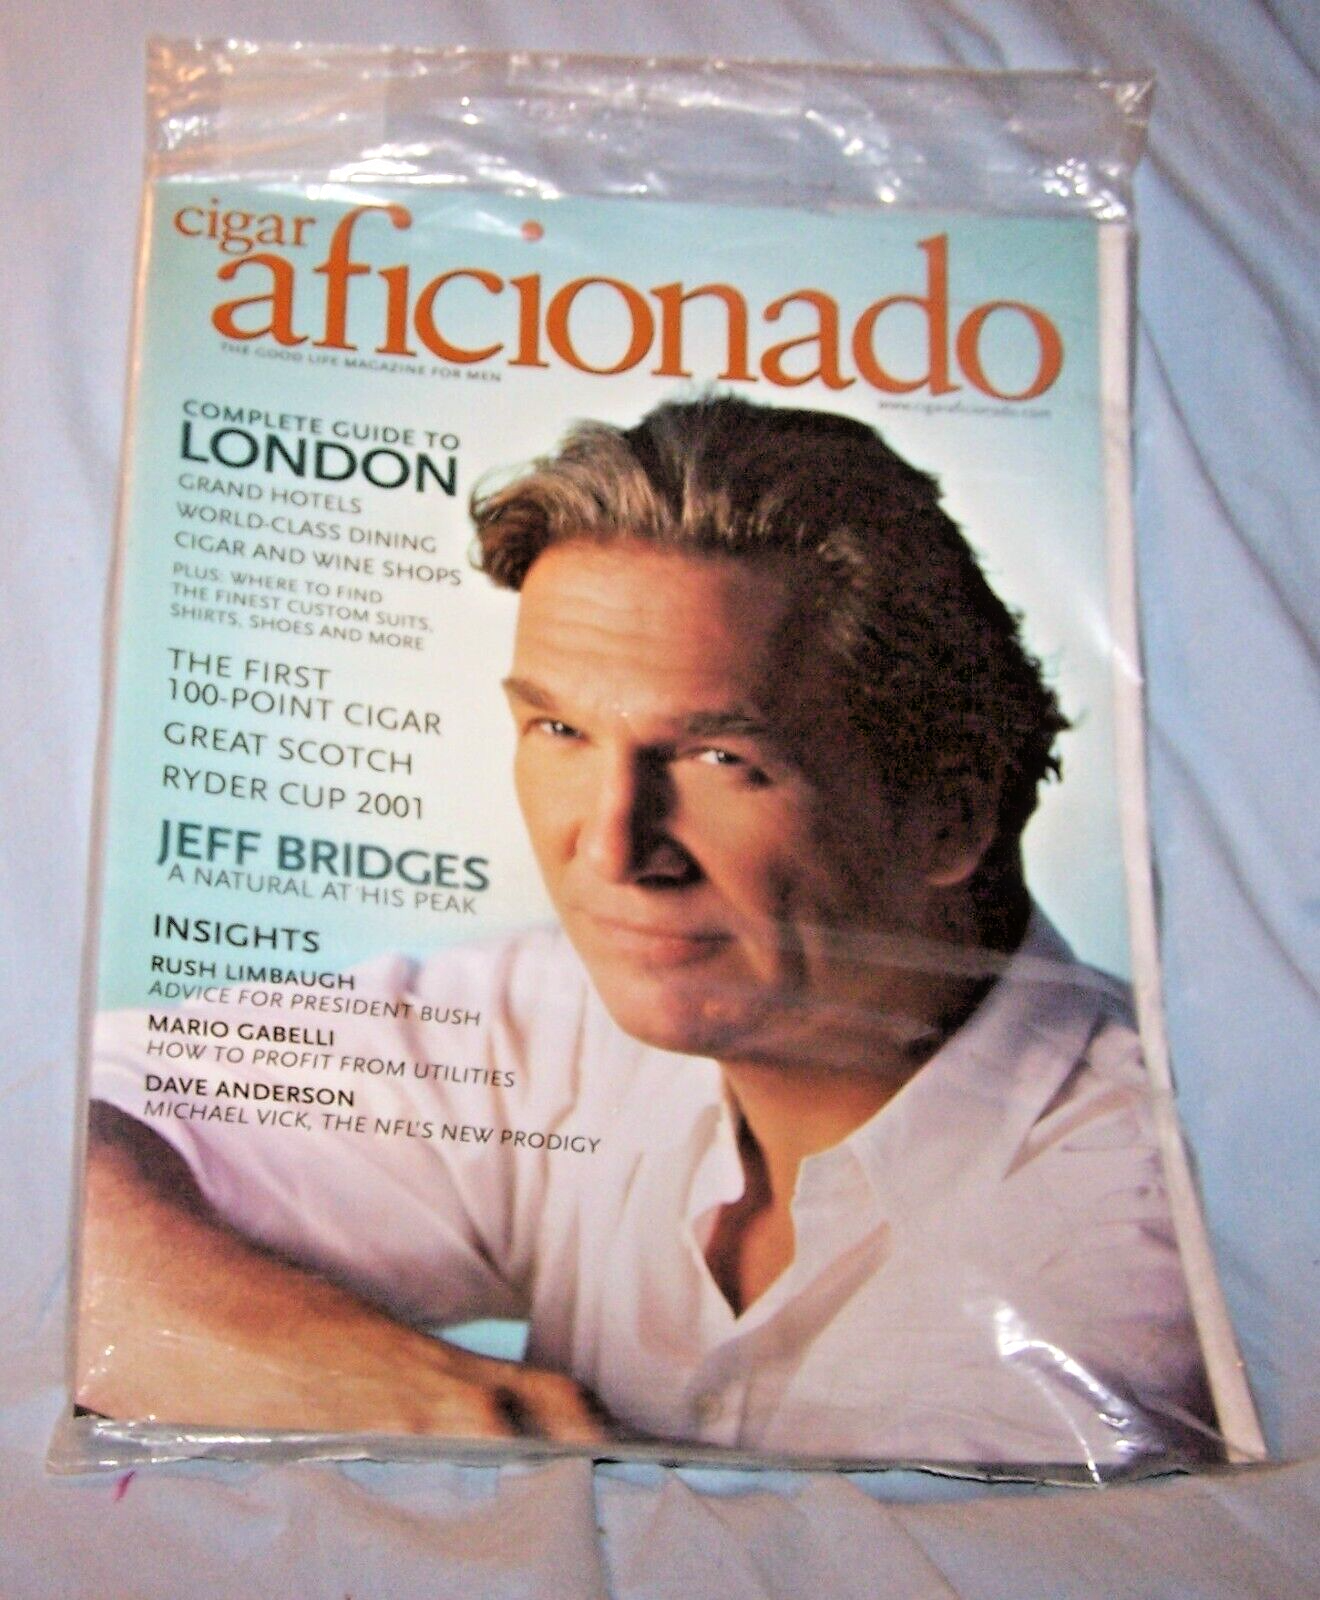 cigar
aficionado
THE GOOD LIFE MAGAZINE FOR MEN
www.cigaraficionado.com
COMPLETE GUIDE TO
LONDON
GRAND HOTELS
WORLD-CLASS DINING
CIGAR AND WINE SHOPS
PLUS: WHERE TO FIND
THE FINEST CUSTOM SUITS,
SHIRTS, SHOES AND MORE
THE FIRST
100-POINT CIGAR
GREAT SCOTCH
RYDER CUP 2001
JEFF BRIDGES
A NATURAL AT HIS PEAK
INSIGHTS
RUSH LIMBAUGH
ADVICE FOR PRESIDENT BUSH
MARIO GABELLI
HOW TO PROFIT FROM UTILITIES
DAVE ANDERSON
MICHAEL VICK, THE NFL'S NEW PRODIGY